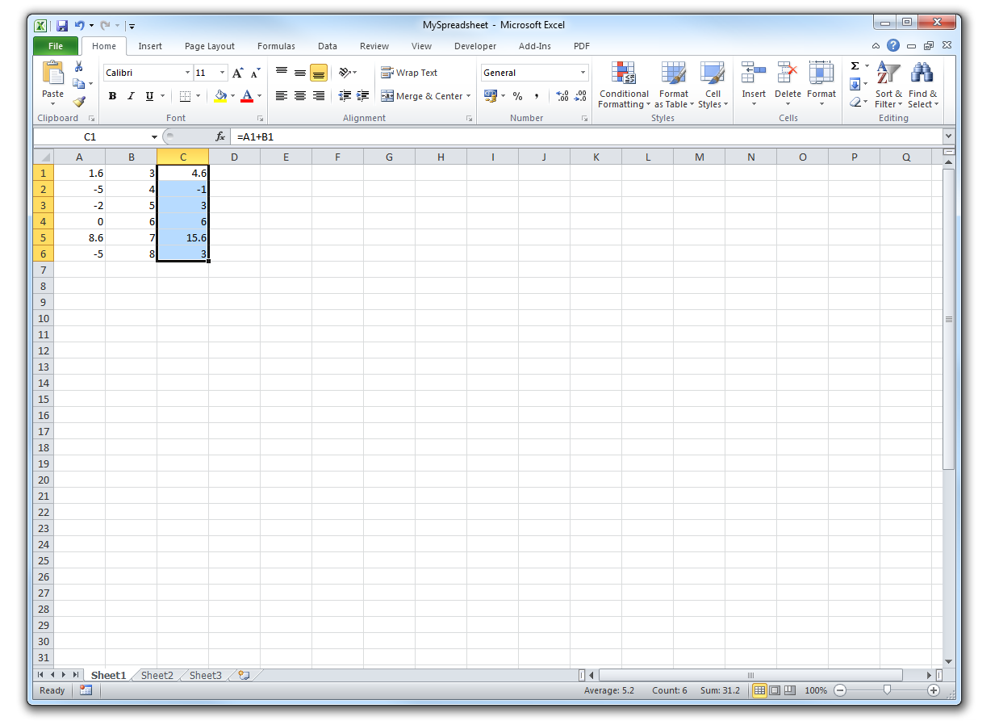 MySpreadsheet - Microsoft Excel
File Home Insert Page Layout Formulas Data Review View Developer Add-Ins PDF
Calibri 11 A A Wrap Text General Σ A Z
Paste B I U A Merge & Center % , .0 .00 .00 .0 Conditional Formatting Format as Table Cell Styles Insert Delete Format Sort & Filter Find & Select
Clipboard Font Alignment Number Styles Cells Editing
C1 fx =A1+B1
A B C D E F G H I J K L M N O P Q
1 1.6 3 4.6
2 -5 4 -1
3 -2 5 3
4 0 6 6
5 8.6 7 15.6
6 -5 8 3
7
8
9
10
11
12
13
14
15
16
17
18
19
20
21
22
23
24
25
26
27
28
29
30
31
Sheet1 Sheet2 Sheet3
Ready Average: 5.2 Count: 6 Sum: 31.2 100%